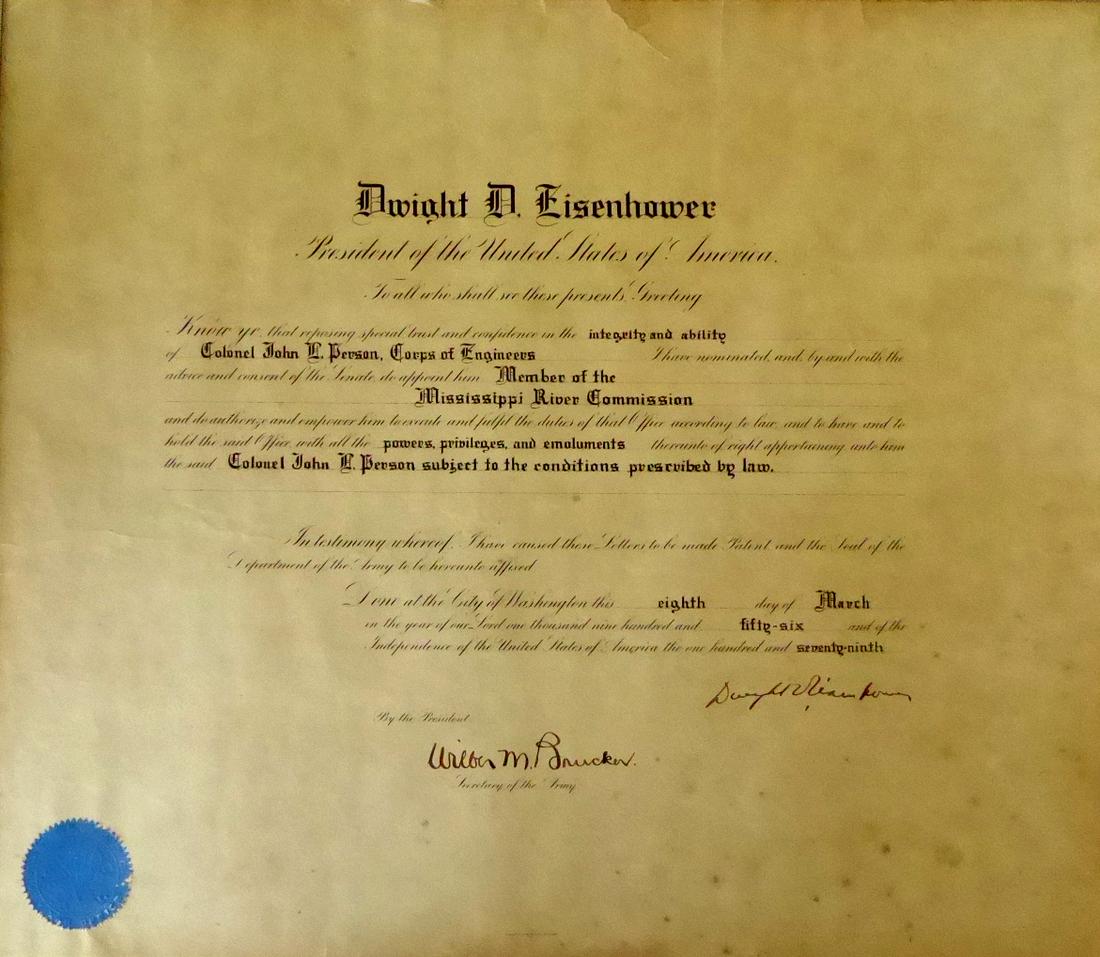 Dwight D. Eisenhower
President of the United States of America.
To all who shall see these presents, Greeting
Know ye, that reposing special trust and confidence in the integrity and ability
of Colonel John L. Person, Corps of Engineers I have nominated, and, by and with the
advice and consent of the Senate, do appoint him Member of the
Mississippi River Commission
and do authorize and empower him to execute and fulfil the duties of that Office according to law, and to have and to
hold the said Office, with all the powers, privileges, and emoluments thereunto of right appertaining unto him
the said Colonel John L. Person subject to the conditions prescribed by law.
In testimony whereof, I have caused these Letters to be made Patent and the Seal of the
Department of the Army to be hereunto affixed
Done at the City of Washington this eighth day of March
in the year of our Lord one thousand nine hundred and fifty-six and of the
Independence of the United States of America the one hundred and seventy-ninth
Dwight D Eisenhower
By the President
Wilber M. Brucker.
Secretary of the Army